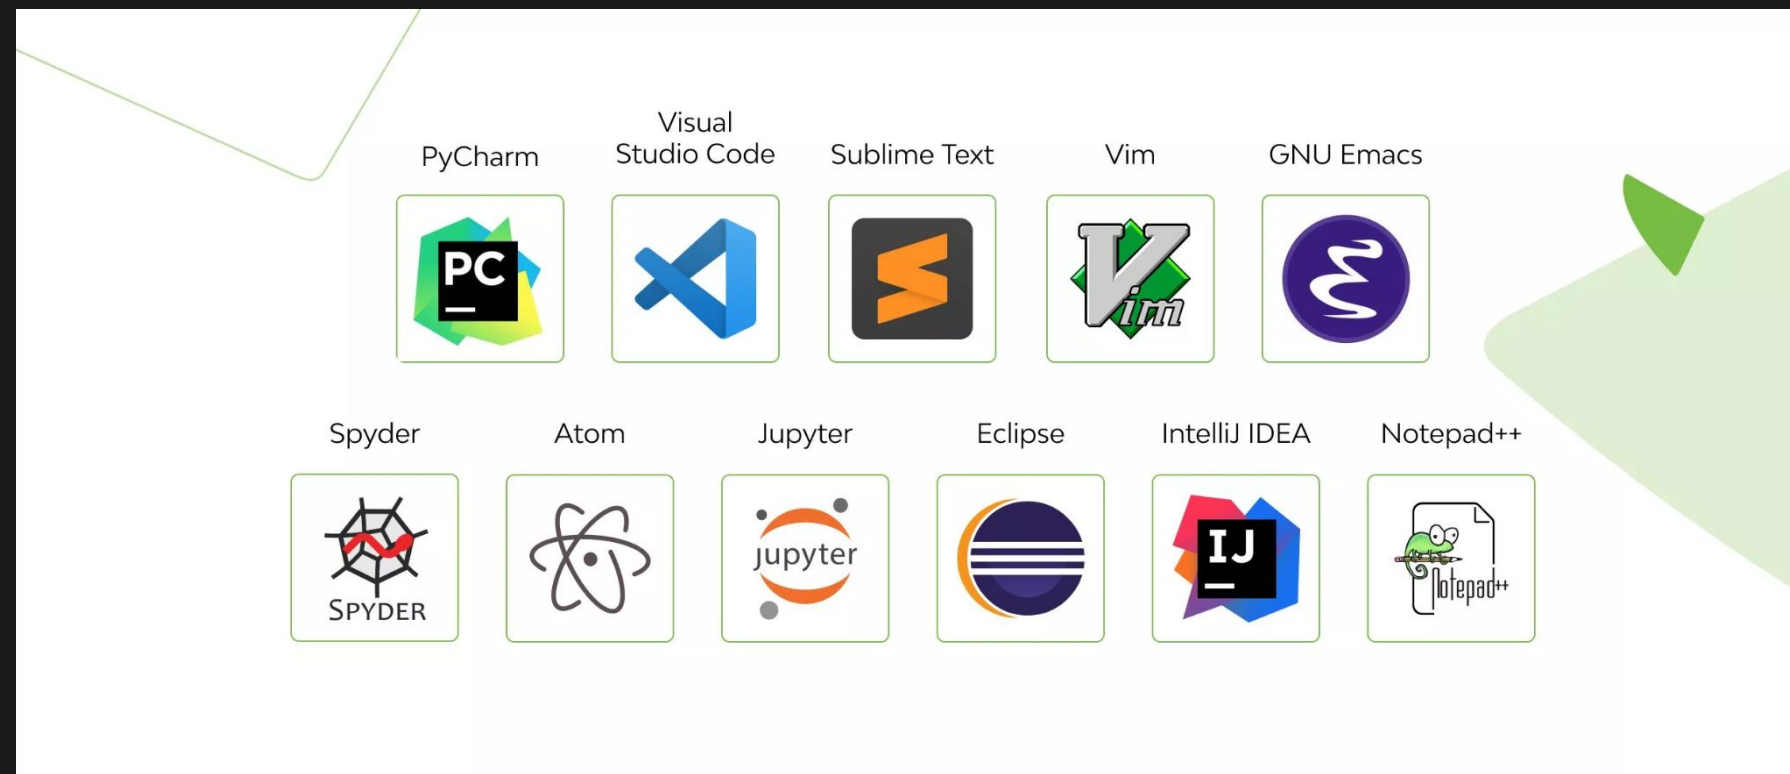 Visual
PyCharm Studio Code Sublime Text Vim GNU Emacs
PC
Vim
Spyder Atom Jupyter Eclipse IntelliJ IDEA Notepad++
IJ
jupyter
Notepad++
SPYDER